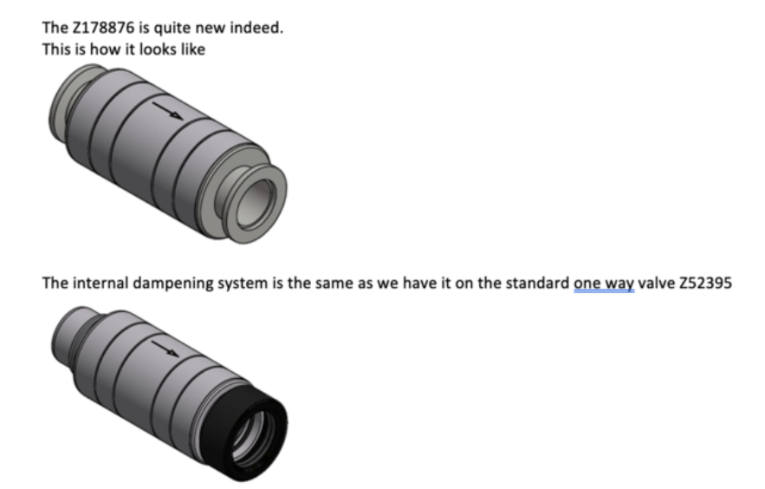 The Z178876 is quite new indeed.
This is how it looks like
The internal dampening system is the same as we have it on the standard one way valve Z52395